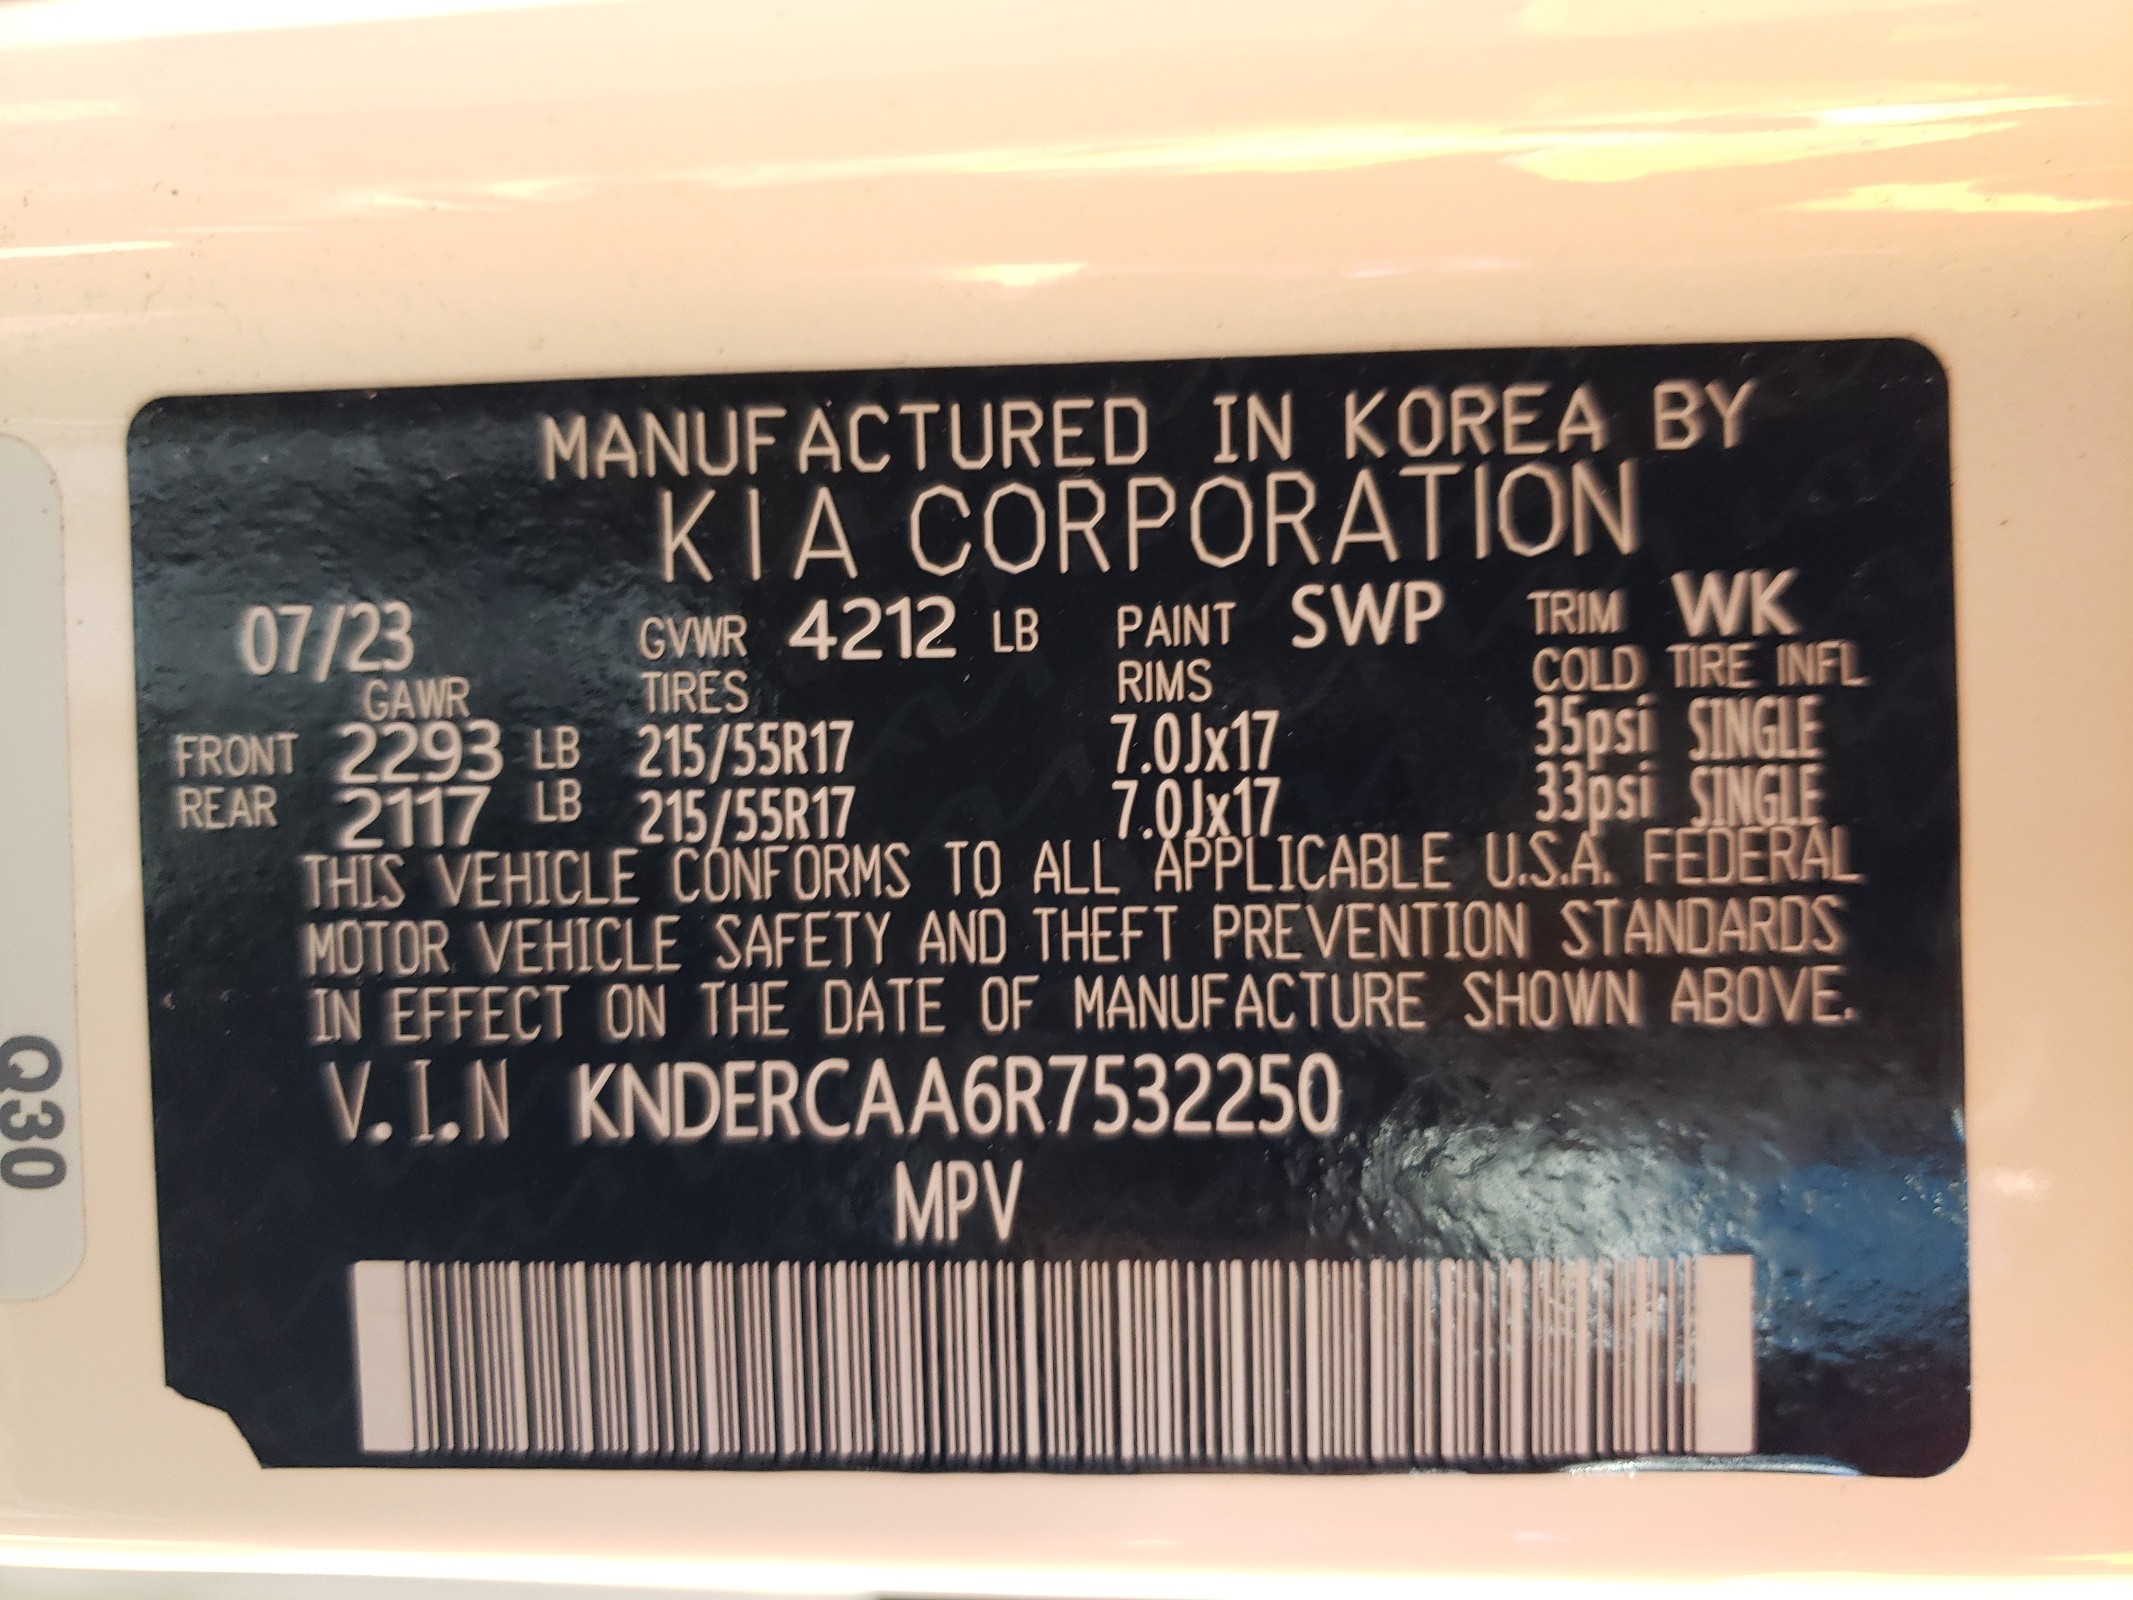 MANUFACTURED IN KOREA BY
KIA CORPORATION
07/23 GVWR 4212 LB PAINT SWP TRIM WK
GAWR TIRES RIMS COLD TIRE INFL
FRONT 2293 LB 215/55R17 7.0Jx17 35psi SINGLE
REAR 2117 LB 215/55R17 7.0Jx17 33psi SINGLE
THIS VEHICLE CONFORMS TO ALL APPLICABLE U.S.A. FEDERAL
MOTOR VEHICLE SAFETY AND THEFT PREVENTION STANDARDS
IN EFFECT ON THE DATE OF MANUFACTURE SHOWN ABOVE.
V.I.N KNDERCAA6R7532250
MPV
Q30